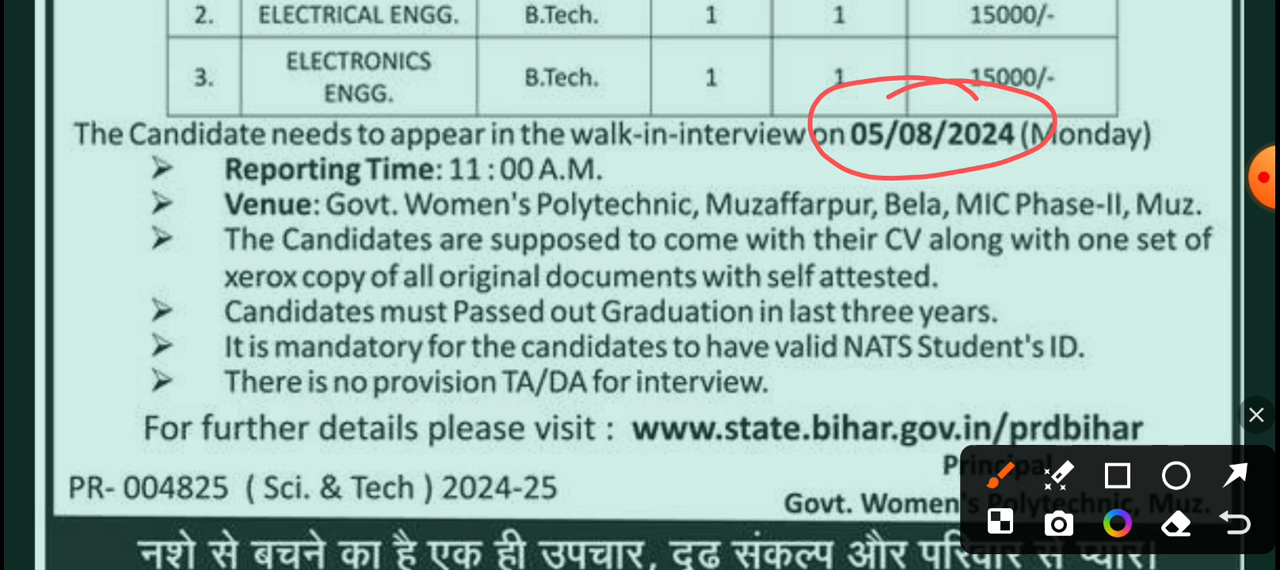 2. ELECTRICAL ENGG. B.Tech. 1 1 15000/-
3. ELECTRONICS ENGG. B.Tech. 1 1 15000/-
The Candidate needs to appear in the walk-in-interview on 05/08/2024 (Monday)
➢ Reporting Time: 11:00 A.M.
➢ Venue: Govt. Women's Polytechnic, Muzaffarpur, Bela, MIC Phase-II, Muz.
➢ The Candidates are supposed to come with their CV along with one set of
xerox copy of all original documents with self attested.
➢ Candidates must Passed out Graduation in last three years.
➢ It is mandatory for the candidates to have valid NATS Student's ID.
➢ There is no provision TA/DA for interview.
For further details please visit : www.state.bihar.gov.in/prdbihar
Principal
PR- 004825 ( Sci. & Tech ) 2024-25
Govt. Women's Polytechnic, Muz.
नशे से बचने का है एक ही उपचार, दृढ संकल्प और परिवार से प्यार।